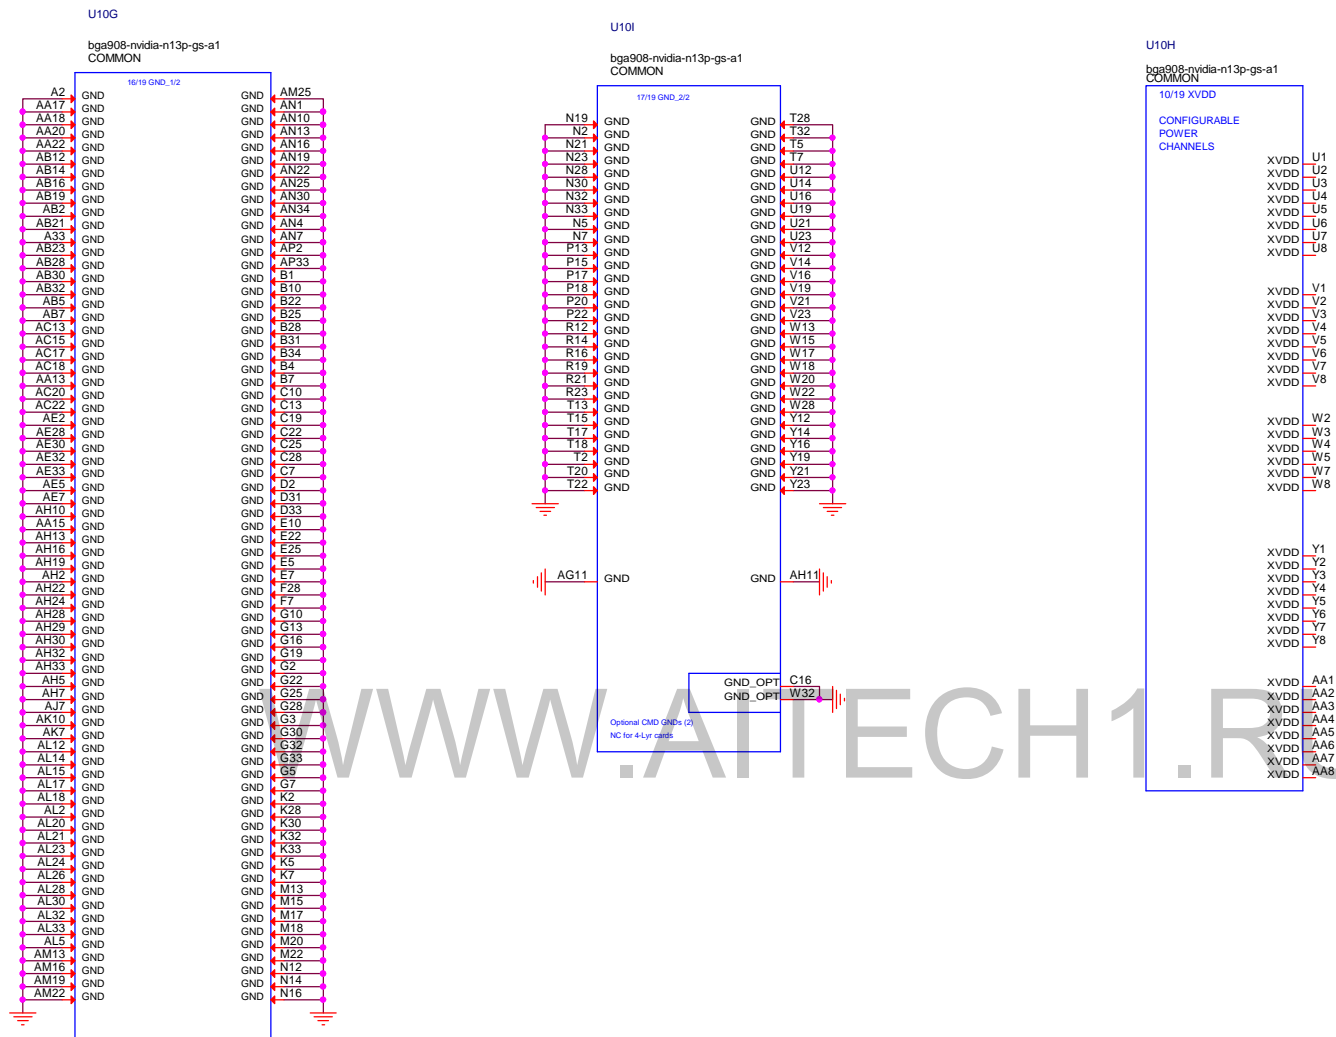 U10G
bga908-nvidia-n13p-gs-a1
COMMON
16/19 GND_1/2
A2 GND GND AM25
AA17 GND GND AN1
AA18 GND GND AN10
AA20 GND GND AN13
AA22 GND GND AN16
AB12 GND GND AN19
AB14 GND GND AN22
AB16 GND GND AN25
AB19 GND GND AN30
AB2 GND GND AN34
AB21 GND GND AN4
A33 GND GND AN7
AB23 GND GND AP2
AB28 GND GND AP33
AB30 GND GND B1
AB32 GND GND B10
AB5 GND GND B22
AB7 GND GND B25
AC13 GND GND B28
AC15 GND GND B31
AC17 GND GND B34
AC18 GND GND B4
AA13 GND GND B7
AC20 GND GND C10
AC22 GND GND C13
AE2 GND GND C19
AE28 GND GND C22
AE30 GND GND C25
AE32 GND GND C28
AE33 GND GND C7
AE5 GND GND D2
AE7 GND GND D31
AH10 GND GND D33
AA15 GND GND E10
AH13 GND GND E22
AH16 GND GND E25
AH19 GND GND E5
AH2 GND GND E7
AH22 GND GND F28
AH24 GND GND F7
AH28 GND GND G10
AH29 GND GND G13
AH30 GND GND G16
AH32 GND GND G19
AH33 GND GND G2
AH5 GND GND G22
AH7 GND GND G25
AJ7 GND GND G28
AK10 GND GND G3
AK7 GND GND G30
AL12 GND GND G32
AL14 GND GND G33
AL15 GND GND G5
AL17 GND GND G7
AL18 GND GND K2
AL2 GND GND K28
AL20 GND GND K30
AL21 GND GND K32
AL23 GND GND K33
AL24 GND GND K5
AL26 GND GND K7
AL28 GND GND M13
AL30 GND GND M15
AL32 GND GND M17
AL33 GND GND M18
AL5 GND GND M20
AM13 GND GND M22
AM16 GND GND N12
AM19 GND GND N14
AM22 GND GND N16
U10I
bga908-nvidia-n13p-gs-a1
COMMON
17/19 GND_2/2
N19 GND GND T28
N2 GND GND T32
N21 GND GND T5
N23 GND GND T7
N28 GND GND U12
N30 GND GND U14
N32 GND GND U16
N33 GND GND U19
N5 GND GND U21
N7 GND GND U23
P13 GND GND V12
P15 GND GND V14
P17 GND GND V16
P18 GND GND V19
P20 GND GND V21
P22 GND GND V23
R12 GND GND W13
R14 GND GND W15
R16 GND GND W17
R19 GND GND W18
R21 GND GND W20
R23 GND GND W22
T13 GND GND W28
T15 GND GND Y12
T17 GND GND Y14
T18 GND GND Y16
T2 GND GND Y19
T20 GND GND Y21
T22 GND GND Y23
AG11 GND GND AH11
GND_OPT C16
GND_OPT W32
Optional CMD GNDs (2)
NC for 4-Lyr cards
U10H
bga908-nvidia-n13p-gs-a1
COMMON
10/19 XVDD
CONFIGURABLE
POWER
CHANNELS
XVDD U1
XVDD U2
XVDD U3
XVDD U4
XVDD U5
XVDD U6
XVDD U7
XVDD U8
XVDD V1
XVDD V2
XVDD V3
XVDD V4
XVDD V5
XVDD V6
XVDD V7
XVDD V8
XVDD W2
XVDD W3
XVDD W4
XVDD W5
XVDD W7
XVDD W8
XVDD Y1
XVDD Y2
XVDD Y3
XVDD Y4
XVDD Y5
XVDD Y6
XVDD Y7
XVDD Y8
XVDD AA1
XVDD AA2
XVDD AA3
XVDD AA4
XVDD AA5
XVDD AA6
XVDD AA7
XVDD AA8
WWW.AITECH1.RU